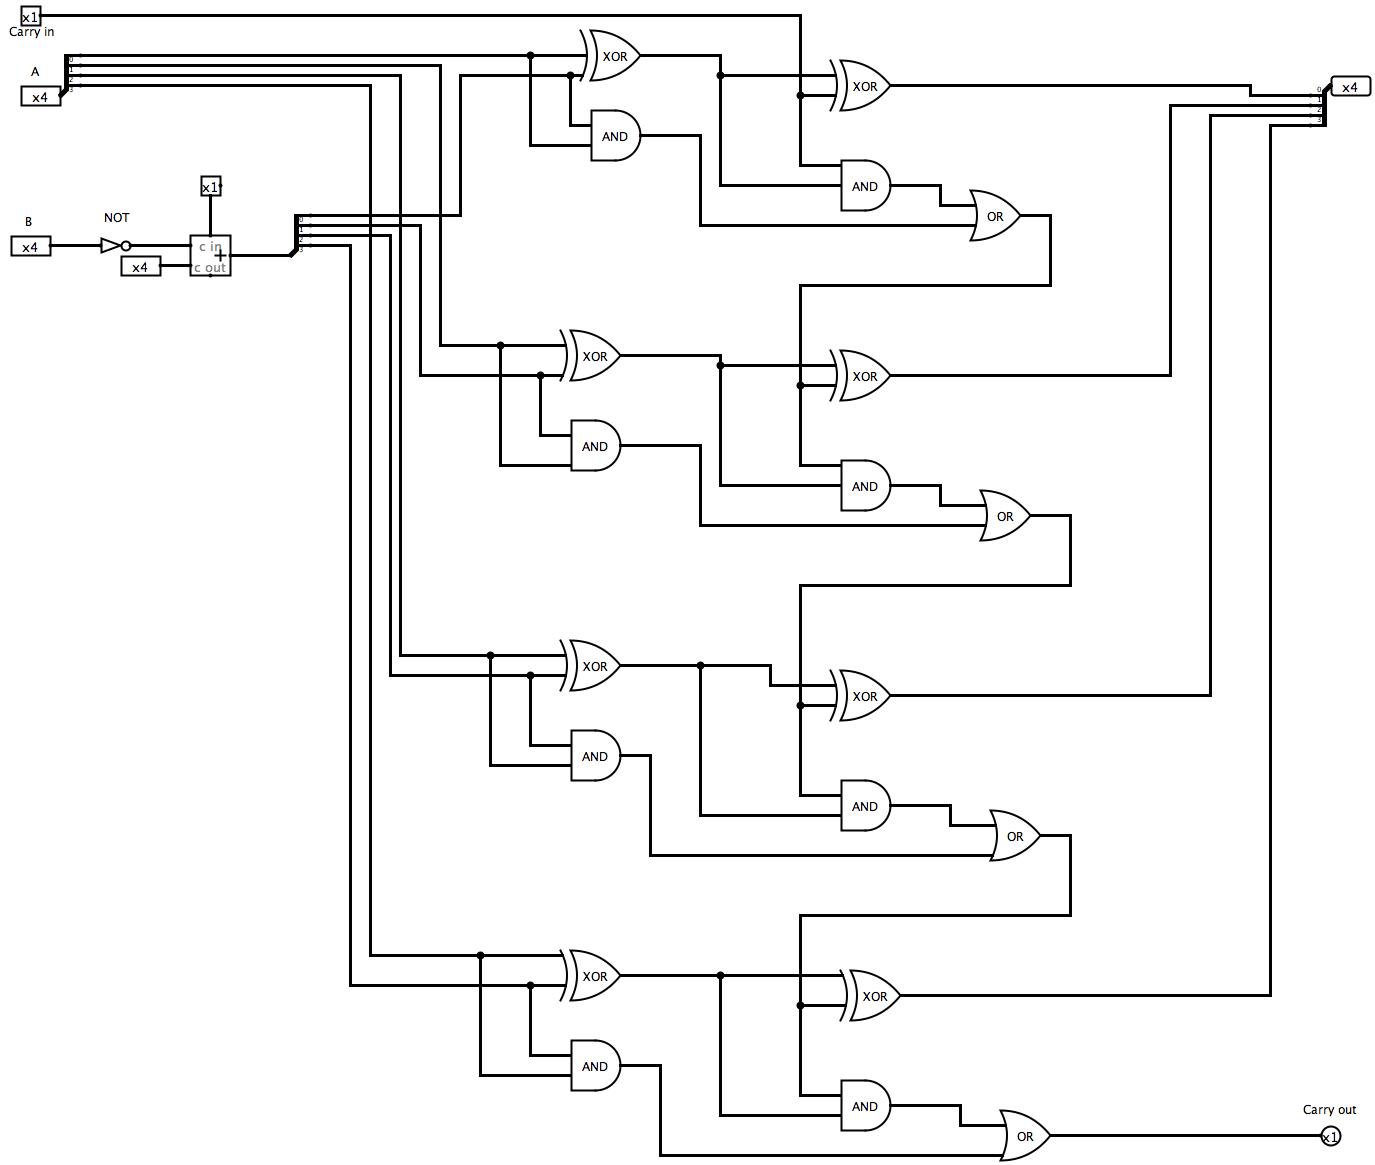 x1
Carry in
A
x4
0
1
2
3
XOR
XOR
AND
AND
OR
0
1
2
3
x4
x1
B
NOT
x4
x4
c in
+
c out
0
1
2
3
XOR
XOR
AND
AND
OR
XOR
XOR
AND
AND
OR
XOR
XOR
AND
AND
OR
Carry out
x1